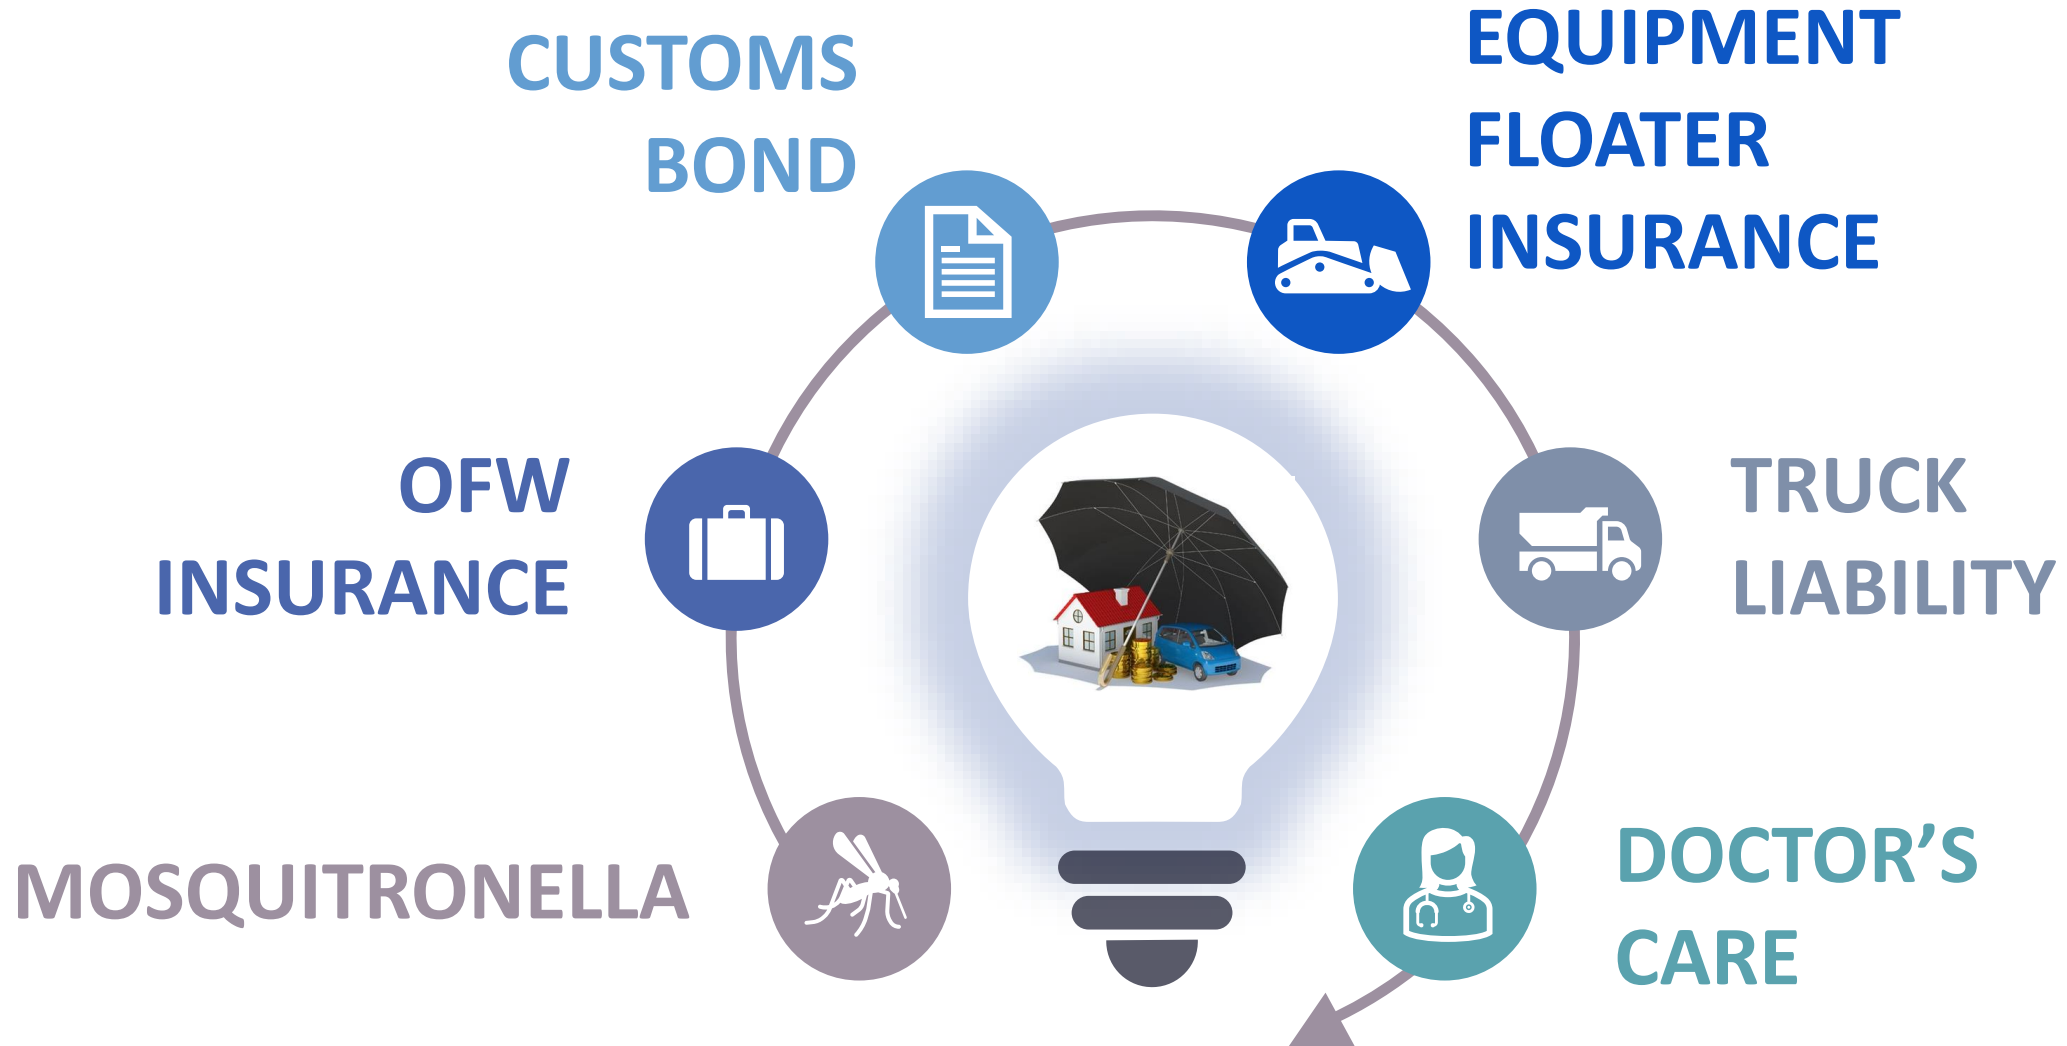 CUSTOMS
BOND
EQUIPMENT
FLOATER
INSURANCE
OFW
INSURANCE
TRUCK
LIABILITY
MOSQUITRONELLA
DOCTOR’S
CARE